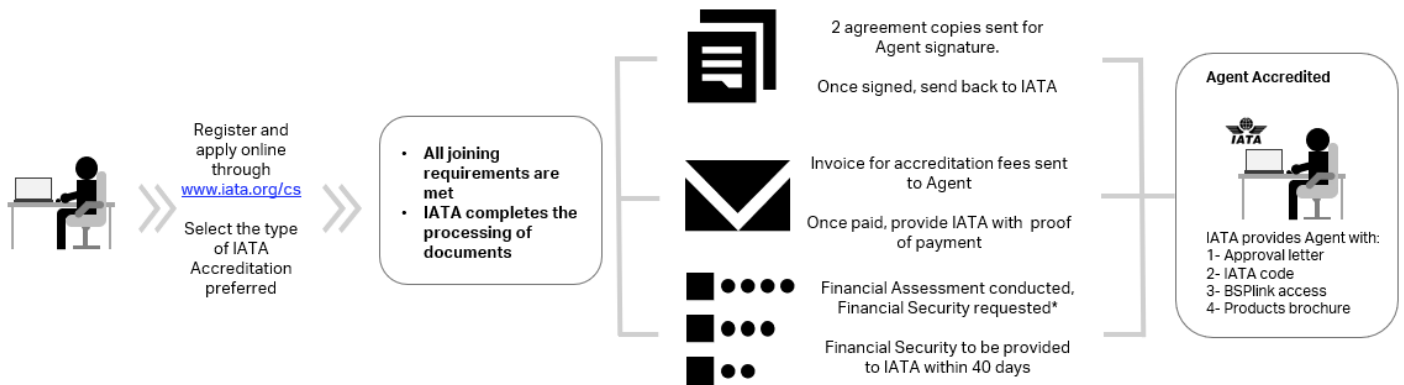 Register and
apply online
through
www.iata.org/cs
Select the type
of IATA
Accreditation
preferred
• All joining
requirements are
met
• IATA completes the
processing of
documents
2 agreement copies sent for
Agent signature.
Once signed, send back to IATA
Invoice for accreditation fees sent
to Agent
Once paid, provide IATA with proof
of payment
Financial Assessment conducted,
Financial Security requested*
Financial Security to be provided
to IATA within 40 days
Agent Accredited
IATA
IATA provides Agent with:
1- Approval letter
2- IATA code
3- BSPlink access
4- Products brochure